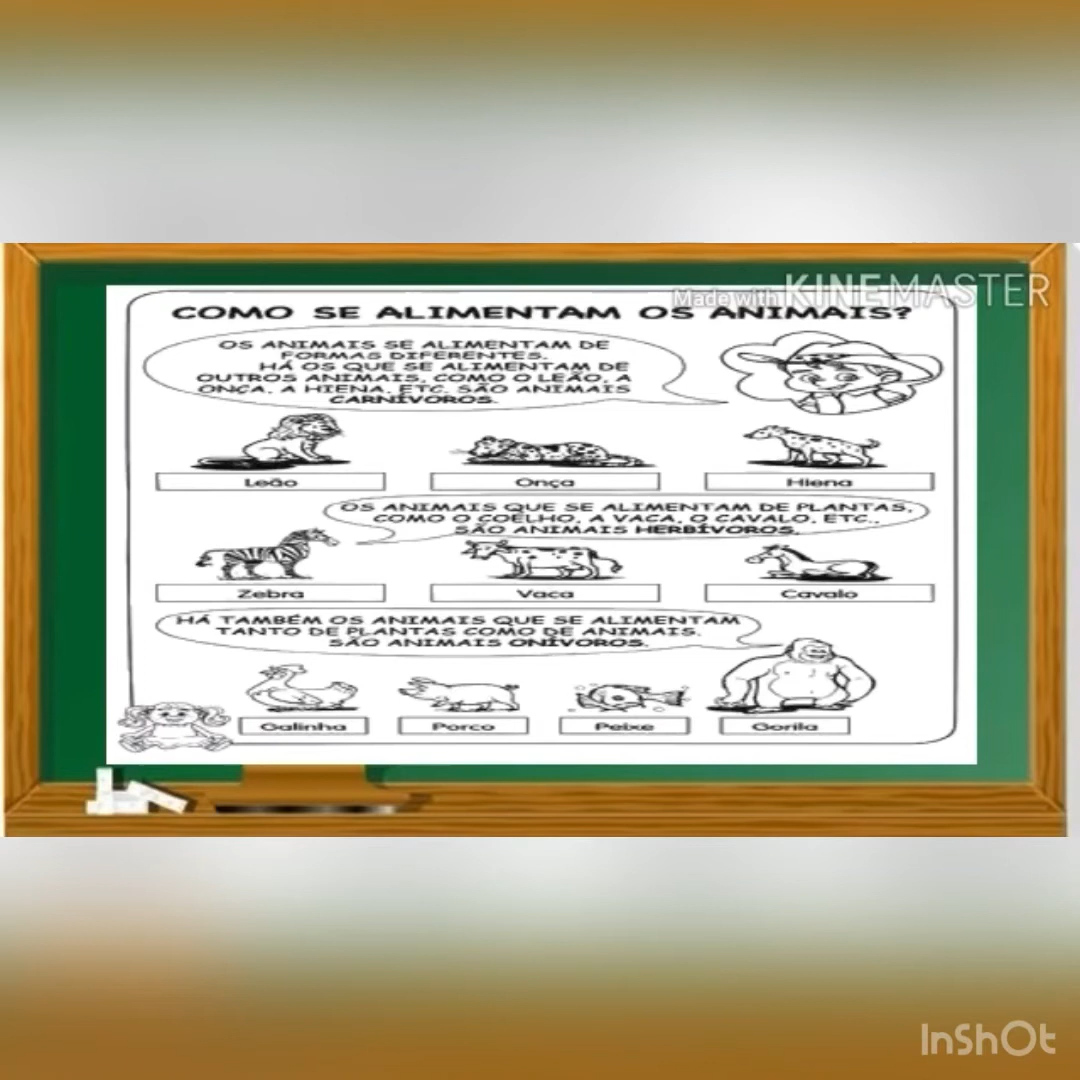 Made with KINEMASTER
COMO SE ALIMENTAM OS ANIMAIS?
OS ANIMAIS SE ALIMENTAM DE
FORMAS DIFERENTES.
HÁ OS QUE SE ALIMENTAM DE
OUTROS ANIMAIS, COMO O LEÃO, A
ONÇA, A HIENA, ETC. SÃO ANIMAIS
CARNÍVOROS.
Leão
Onça
Hiena
OS ANIMAIS QUE SE ALIMENTAM DE PLANTAS,
COMO O COELHO, A VACA, O CAVALO, ETC.,
SÃO ANIMAIS HERBÍVOROS.
Zebra
Vaca
Cavalo
HÁ TAMBÉM OS ANIMAIS QUE SE ALIMENTAM
TANTO DE PLANTAS COMO DE ANIMAIS.
SÃO ANIMAIS ONÍVOROS.
Galinha
Porco
Peixe
Gorila
InShOt